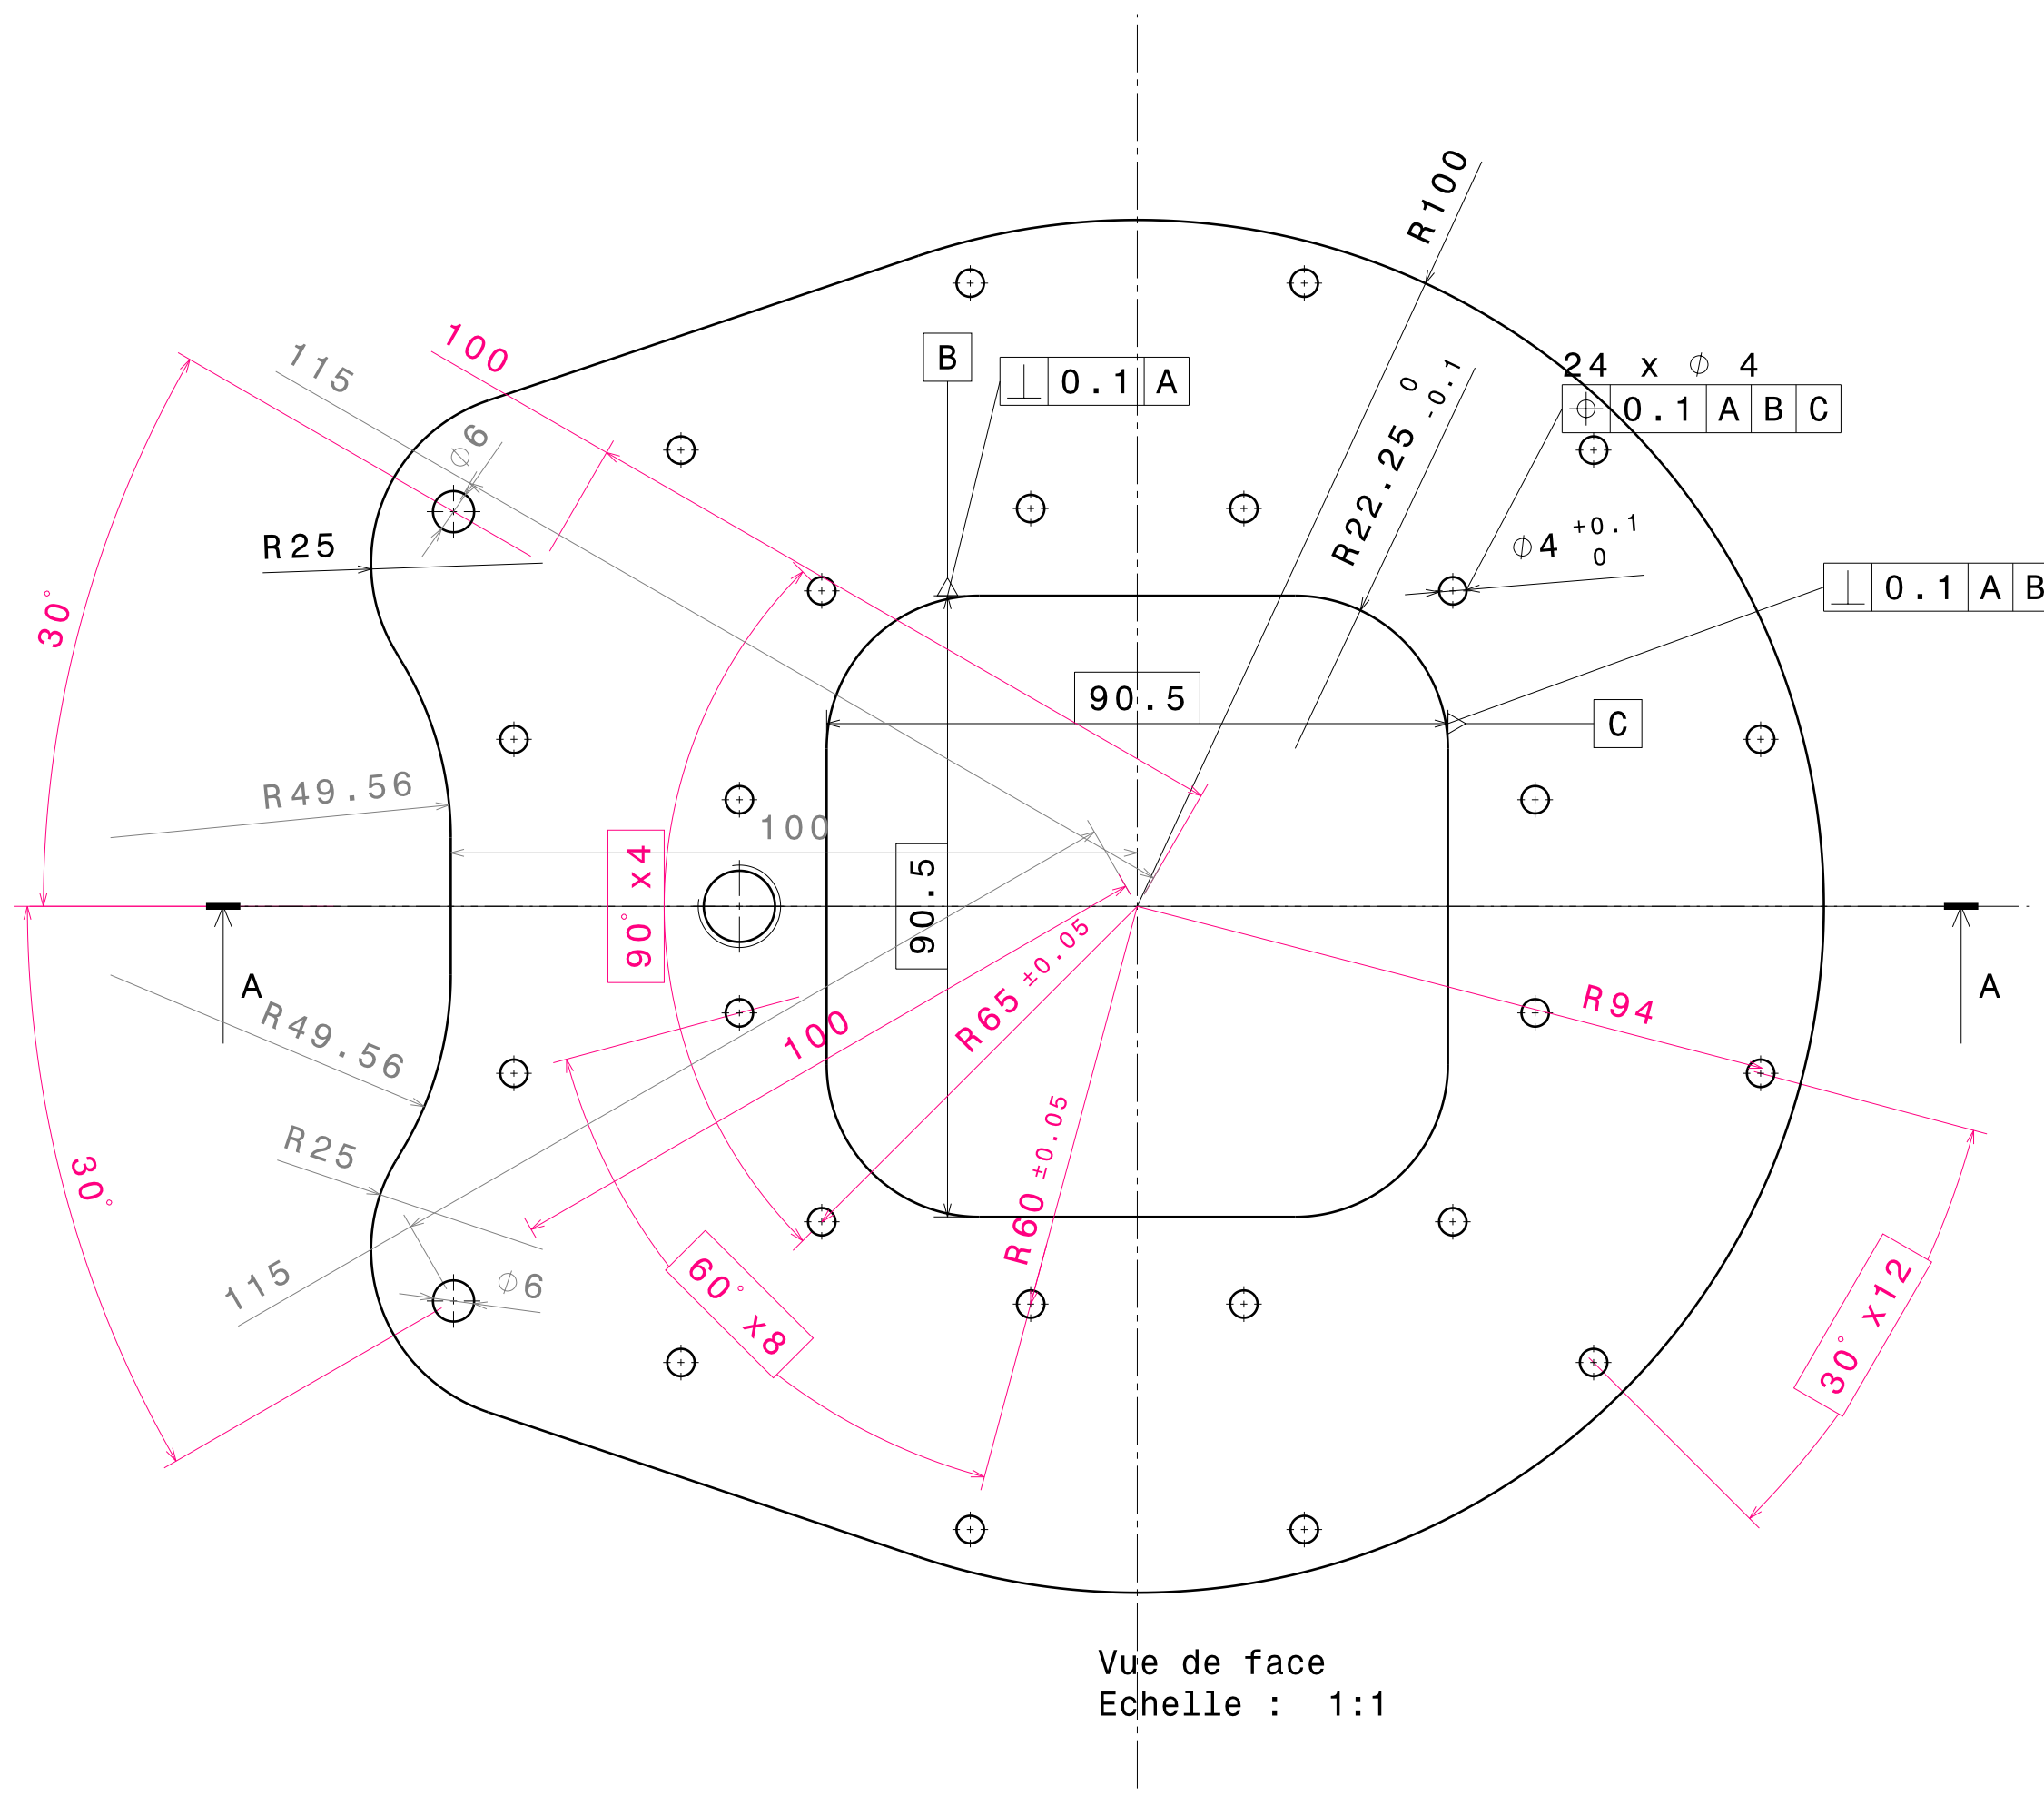 R100
100
115
B
⊥ 0.1 A
24 x ⌀ 4
⌖ 0.1 A B C
⌀6
R22.25 0 -0.1
R25
⌀4 +0.1 0
⊥ 0.1 A B
30°
90.5
C
R49.56
100
90° x4
90.5
A
A
R65 ±0.05
R94
R49.56
100
R60 ±0.05
R25
30°
115
⌀6
60° x8
30° x12
Vue de face
Echelle : 1:1